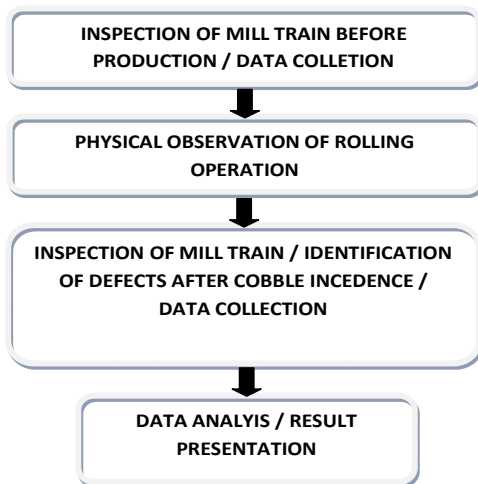 INSPECTION OF MILL TRAIN BEFORE
PRODUCTION / DATA COLLETION
PHYSICAL OBSERVATION OF ROLLING
OPERATION
INSPECTION OF MILL TRAIN / IDENTIFICATION
OF DEFECTS AFTER COBBLE INCEDENCE /
DATA COLLECTION
DATA ANALYIS / RESULT
PRESENTATION